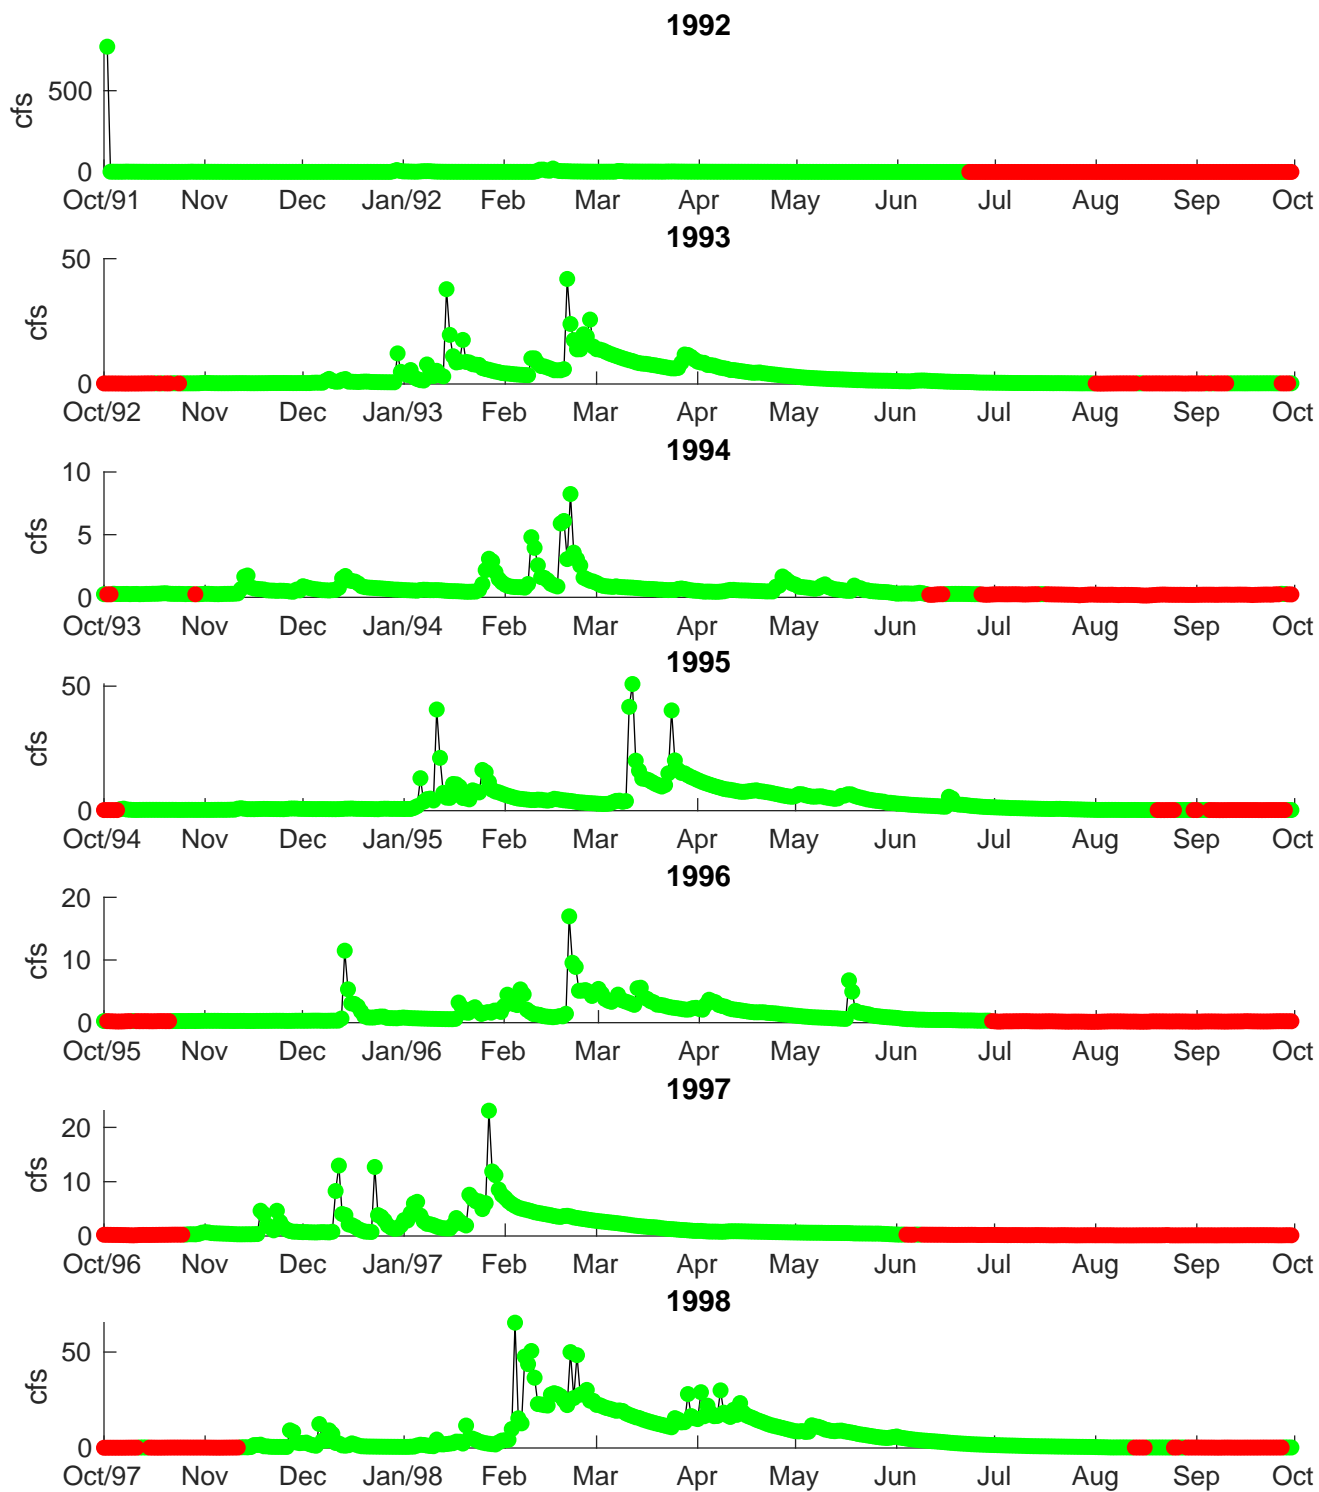 1992
cfs
500
0
Oct/91 Nov Dec Jan/92 Feb Mar Apr May Jun Jul Aug Sep Oct
1993
cfs
50
0
Oct/92 Nov Dec Jan/93 Feb Mar Apr May Jun Jul Aug Sep Oct
1994
cfs
10
5
0
Oct/93 Nov Dec Jan/94 Feb Mar Apr May Jun Jul Aug Sep Oct
1995
cfs
50
0
Oct/94 Nov Dec Jan/95 Feb Mar Apr May Jun Jul Aug Sep Oct
1996
cfs
20
10
0
Oct/95 Nov Dec Jan/96 Feb Mar Apr May Jun Jul Aug Sep Oct
1997
cfs
20
10
0
Oct/96 Nov Dec Jan/97 Feb Mar Apr May Jun Jul Aug Sep Oct
1998
cfs
50
0
Oct/97 Nov Dec Jan/98 Feb Mar Apr May Jun Jul Aug Sep Oct